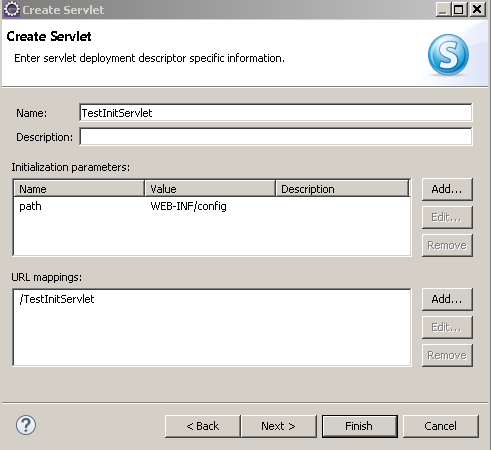 Create Servlet
Create Servlet
Enter servlet deployment descriptor specific information.
S
Name: TestInitServlet
Description:
Initialization parameters:
Name Value Description
path WEB-INF/config
Add...
Edit...
Remove
URL mappings:
/TestInitServlet
Add...
Edit...
Remove
? < Back Next > Finish Cancel